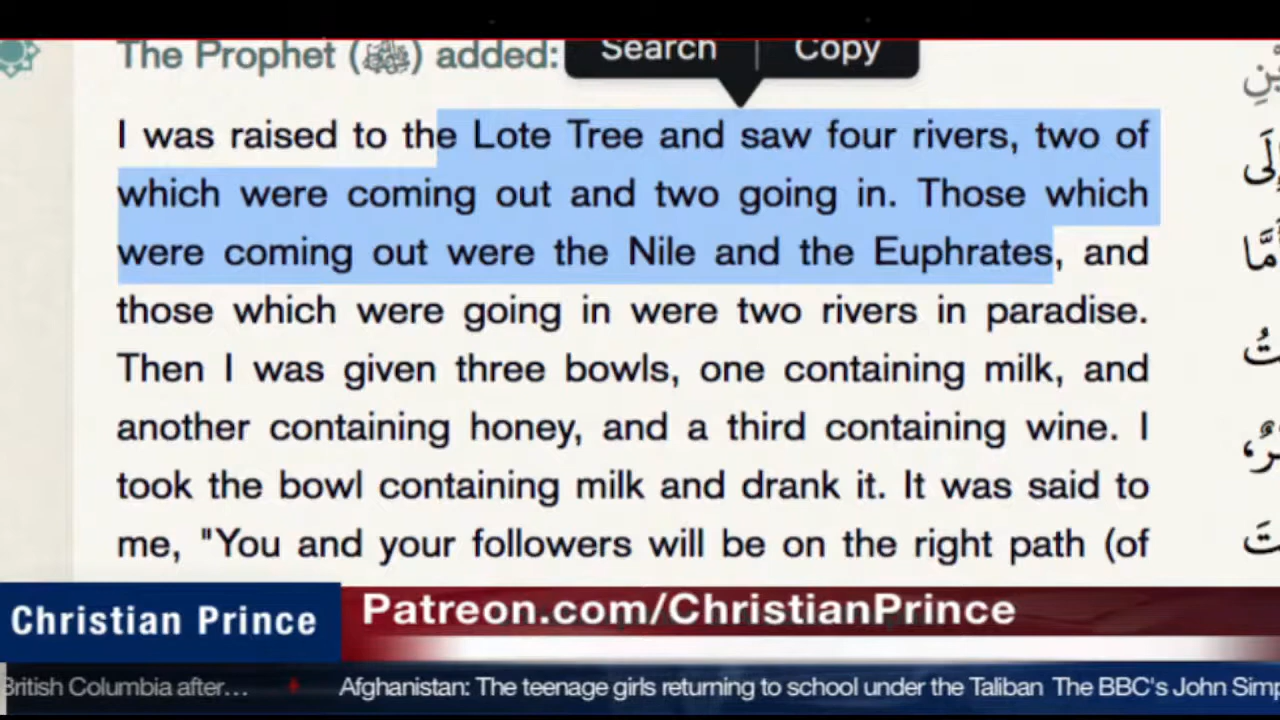 The Prophet (ﷺ) added:
Search | Copy
I was raised to the Lote Tree and saw four rivers, two of
which were coming out and two going in. Those which
were coming out were the Nile and the Euphrates, and
those which were going in were two rivers in paradise.
Then I was given three bowls, one containing milk, and
another containing honey, and a third containing wine. I
took the bowl containing milk and drank it. It was said to
me, "You and your followers will be on the right path (of
إِلَى
Christian Prince
Patreon.com/ChristianPrince
British Columbia after... Afghanistan: The teenage girls returning to school under the Taliban The BBC's John Simp